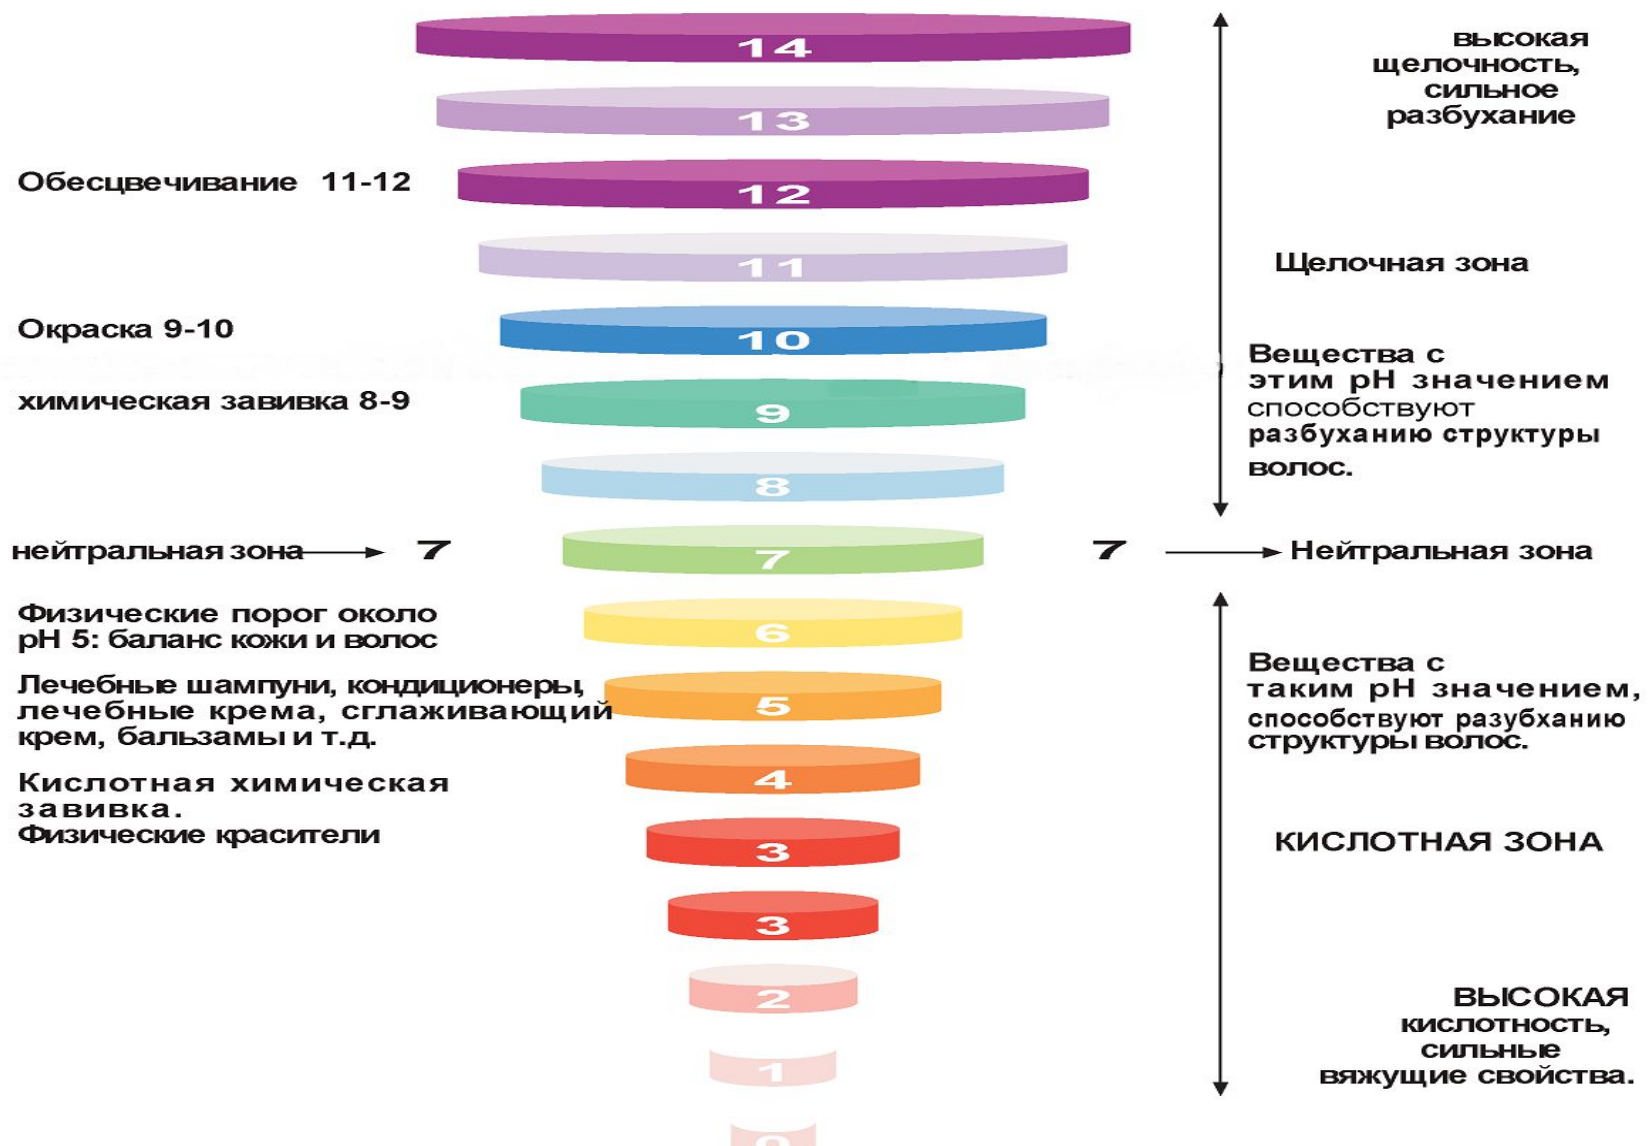 14
13
12
11
10
9
8
7
6
5
4
3
3
2
1
0
Обесцвечивание 11-12
Окраска 9-10
химическая завивка 8-9
нейтральная зона 7
Физические порог около
рН 5: баланс кожи и волос
Лечебные шампуни, кондиционеры,
лечебные крема, сглаживающий
крем, бальзамы и т.д.
Кислотная химическая
завивка.
Физические красители
высокая
щелочность,
сильное
разбухание
Щелочная зона
Вещества с
этим рН значением
способствуют
разбуханию структуры
волос.
7 Нейтральная зона
Вещества с
таким рН значением,
способствуют разубханию
структуры волос.
КИСЛОТНАЯ ЗОНА
ВЫСОКАЯ
кислотность,
сильные
вяжущие свойства.